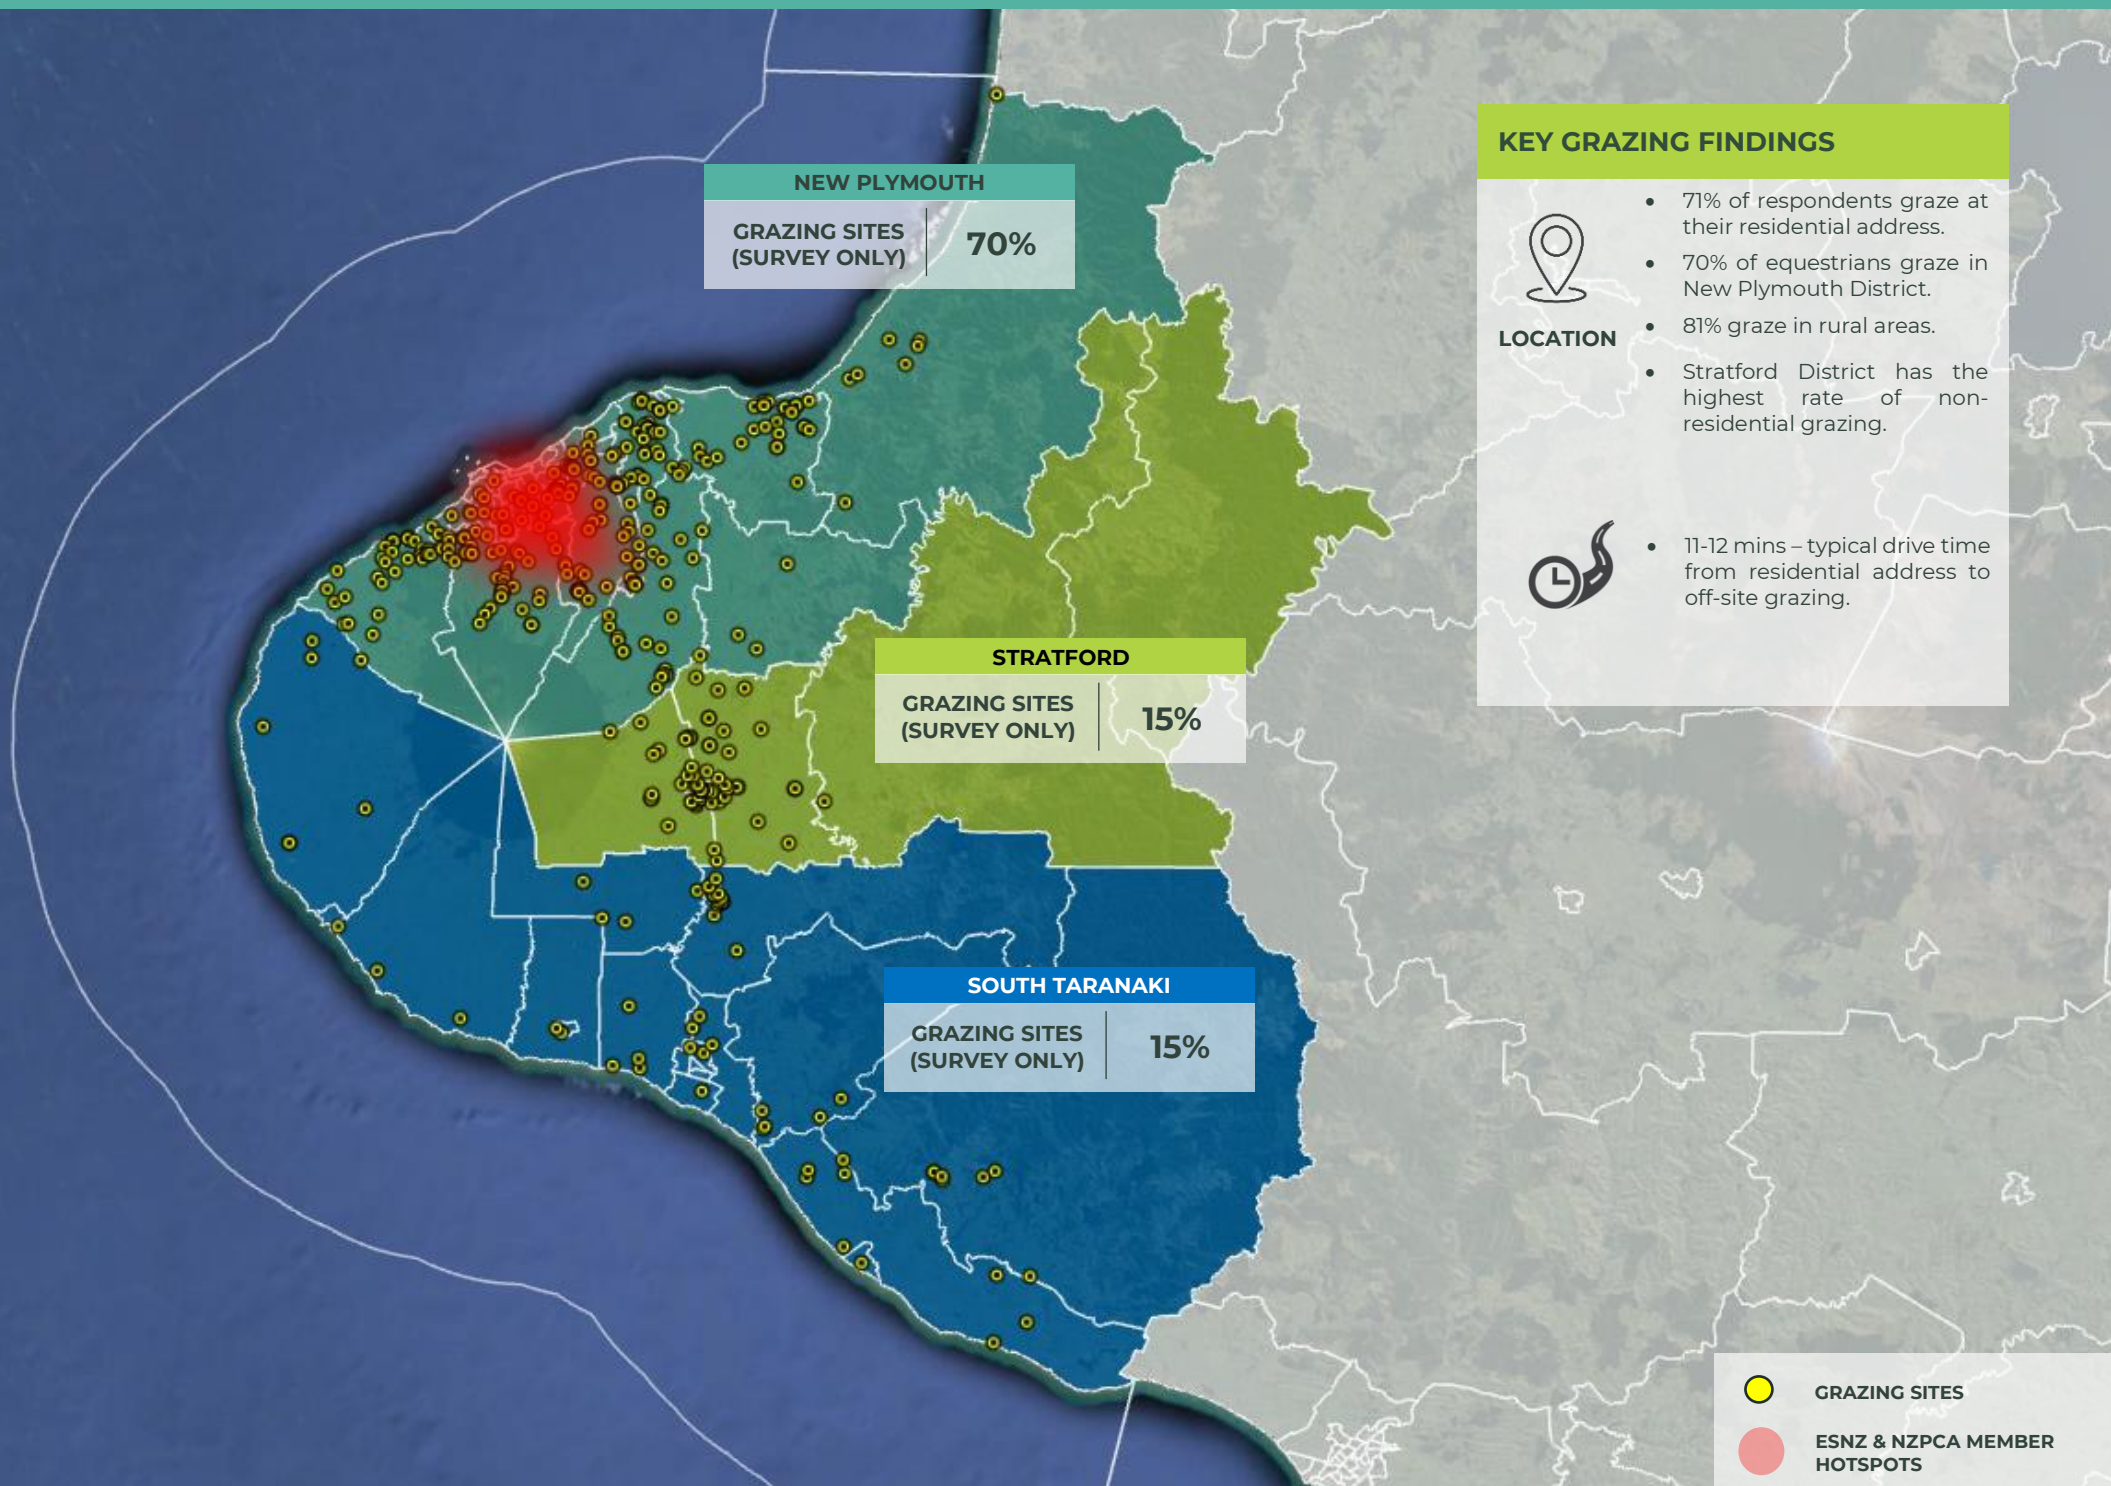 NEW PLYMOUTH
GRAZING SITES
(SURVEY ONLY)
70%
STRATFORD
GRAZING SITES
(SURVEY ONLY)
15%
SOUTH TARANAKI
GRAZING SITES
(SURVEY ONLY)
15%
KEY GRAZING FINDINGS
LOCATION
• 71% of respondents graze at
their residential address.
• 70% of equestrians graze in
New Plymouth District.
• 81% graze in rural areas.
• Stratford District has the
highest rate of non-
residential grazing.
• 11-12 mins – typical drive time
from residential address to
off-site grazing.
GRAZING SITES
ESNZ & NZPCA MEMBER
HOTSPOTS